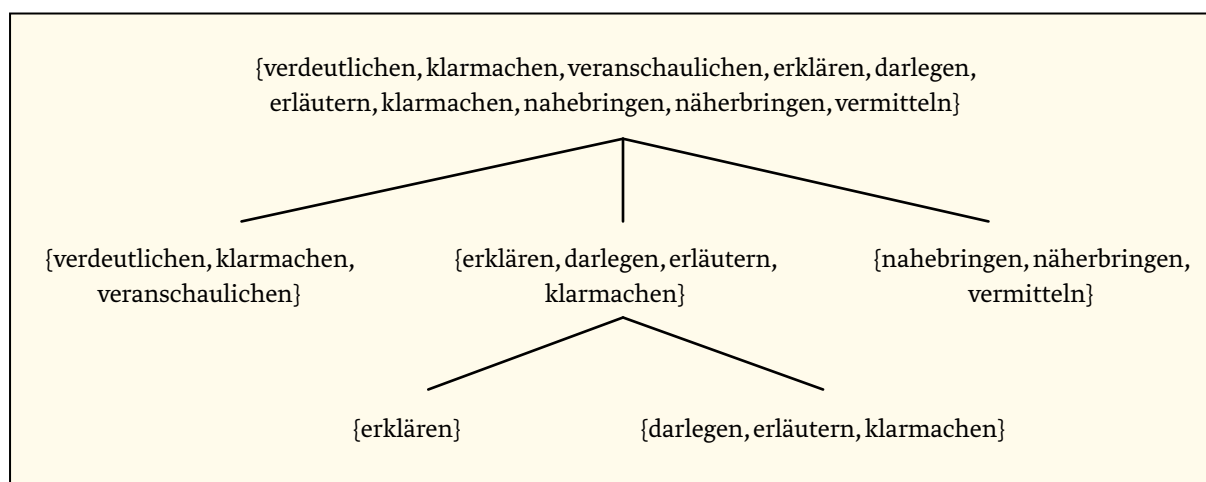 {verdeutlichen, klarmachen, veranschaulichen, erklären, darlegen,
erläutern, klarmachen, nahebringen, näherbringen, vermitteln}
{verdeutlichen, klarmachen,
veranschaulichen}
{erklären, darlegen, erläutern,
klarmachen}
{nahebringen, näherbringen,
vermitteln}
{erklären}
{darlegen, erläutern, klarmachen}